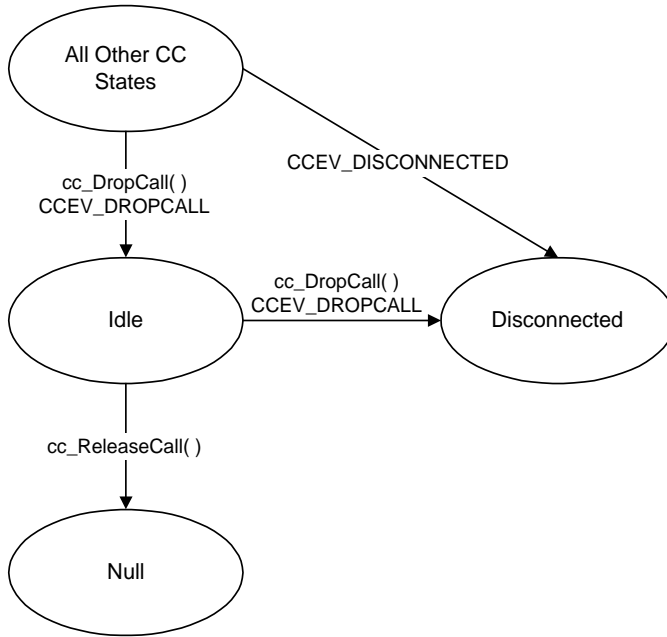 All Other CC
States
CCEV_DISCONNECTED
cc_DropCall( )
CCEV_DROPCALL
Idle
cc_DropCall( )
CCEV_DROPCALL
Disconnected
cc_ReleaseCall( )
Null